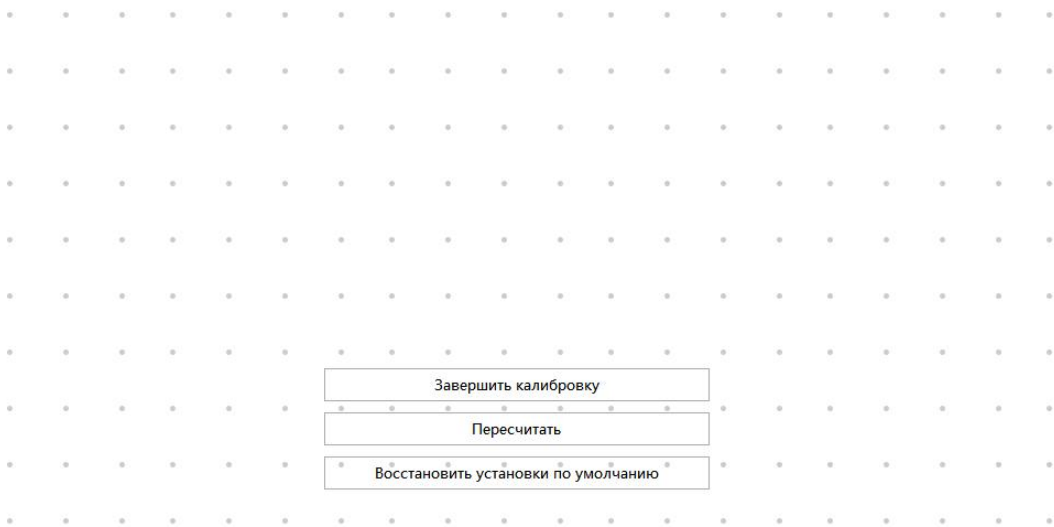 Завершить калибровку
Пересчитать
Восстановить установки по умолчанию